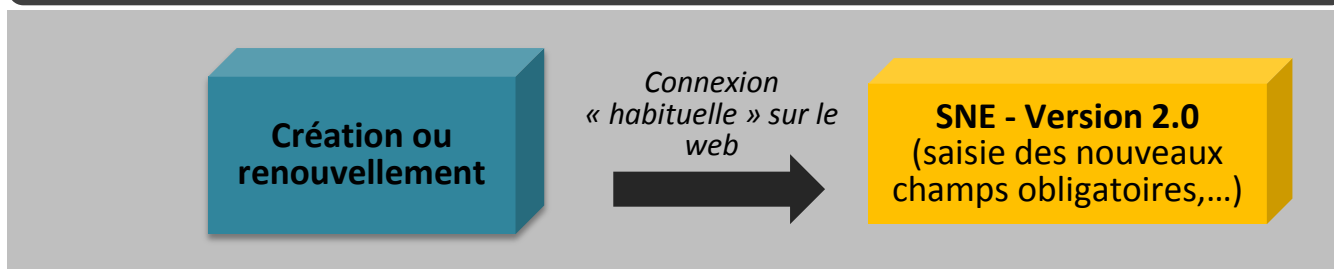 Création ou
renouvellement
Connexion
« habituelle » sur le
web
SNE - Version 2.0
(saisie des nouveaux
champs obligatoires,…)